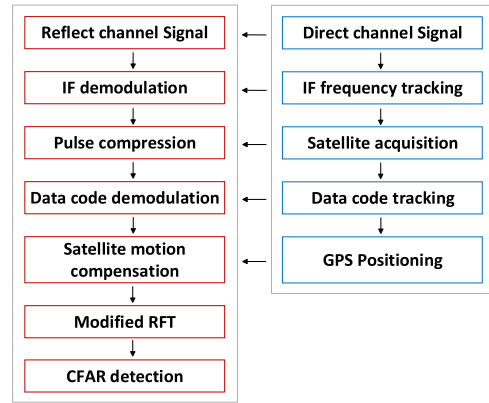 Reflect channel Signal
IF demodulation
Pulse compression
Data code demodulation
Satellite motion
compensation
Modified RFT
CFAR detection
Direct channel Signal
IF frequency tracking
Satellite acquisition
Data code tracking
GPS Positioning